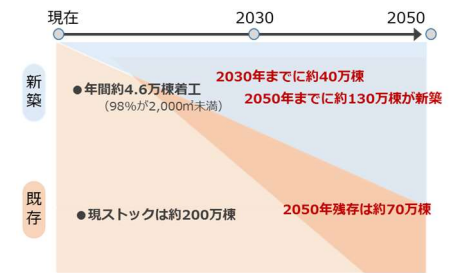 現在 2030 2050
新築
●年間約4.6万棟着工
（98%が2,000㎡未満）
2030年までに約40万棟
2050年までに約130万棟が新築
既存
●現ストックは約200万棟
2050年残存は約70万棟